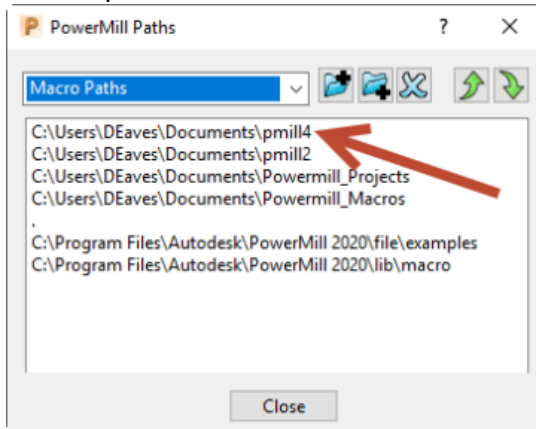 PowerMill Paths
Macro Paths
C:\Users\DEaves\Documents\pmill4
C:\Users\DEaves\Documents\pmill2
C:\Users\DEaves\Documents\Powermill_Projects
C:\Users\DEaves\Documents\Powermill_Macros
.
C:\Program Files\Autodesk\PowerMill 2020\file\examples
C:\Program Files\Autodesk\PowerMill 2020\lib\macro
Close